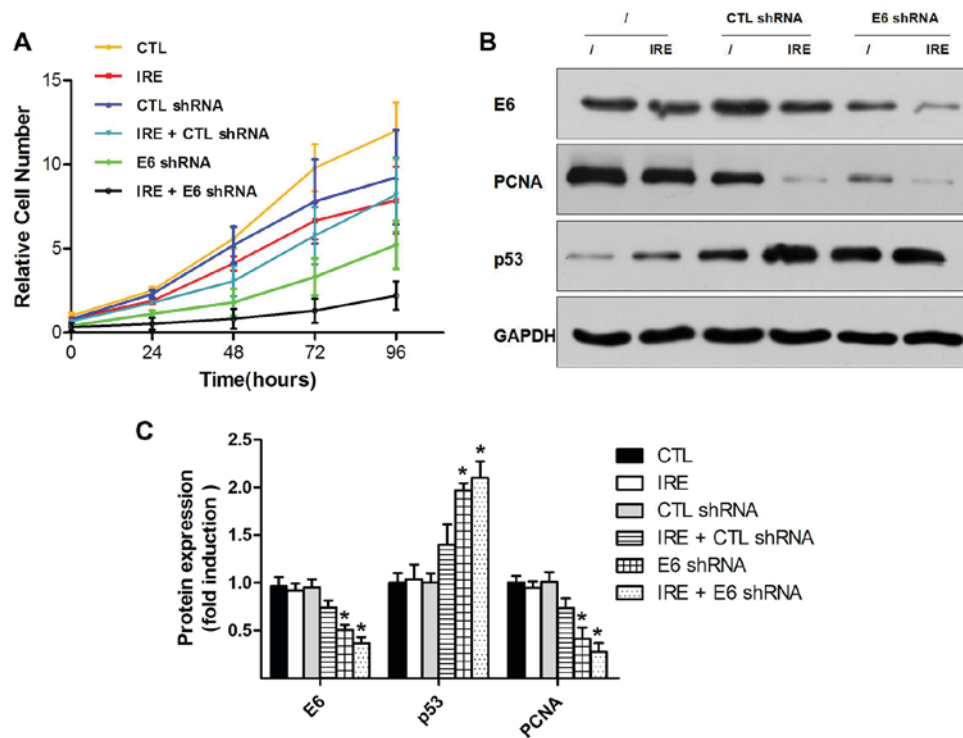 A
CTL
IRE
CTL shRNA
IRE + CTL shRNA
E6 shRNA
IRE + E6 shRNA
Relative Cell Number
15
10
5
0
0 24 48 72 96
Time(hours)
B
/ CTL shRNA E6 shRNA
/ IRE / IRE / IRE
E6
PCNA
p53
GAPDH
C
Protein expression
(fold induction )
2.5
2.0
1.5
1.0
0.5
* * * * * *
E6 p53 PCNA
CTL
IRE
CTL shRNA
IRE + CTL shRNA
E6 shRNA
IRE + E6 shRNA